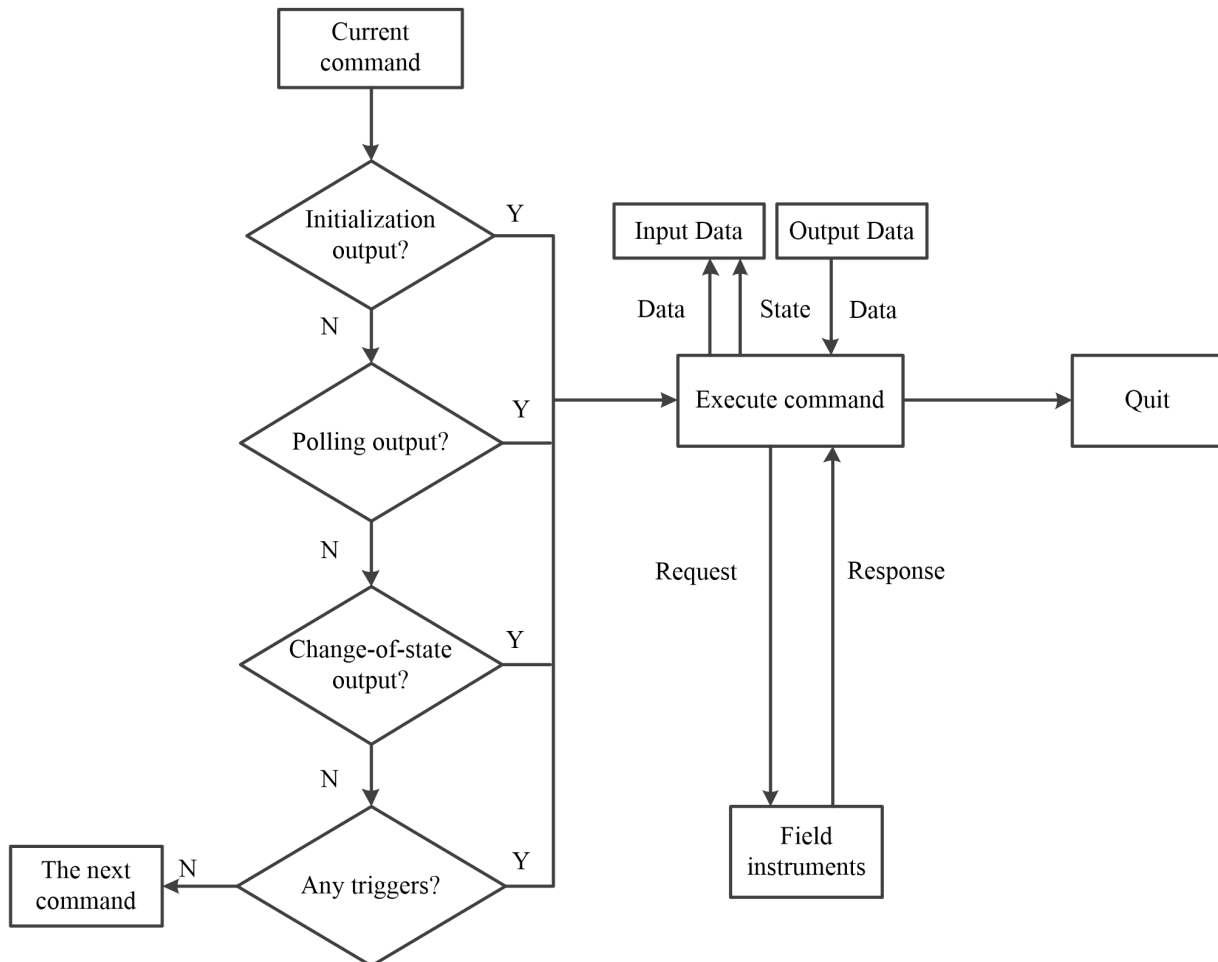 Current
command
Initialization
output?
Y
N
Polling output?
Y
N
Change-of-state
output?
Y
N
Any triggers?
Y
N
The next
command
Input Data
Output Data
Data
State
Data
Execute command
Quit
Request
Response
Field
instruments